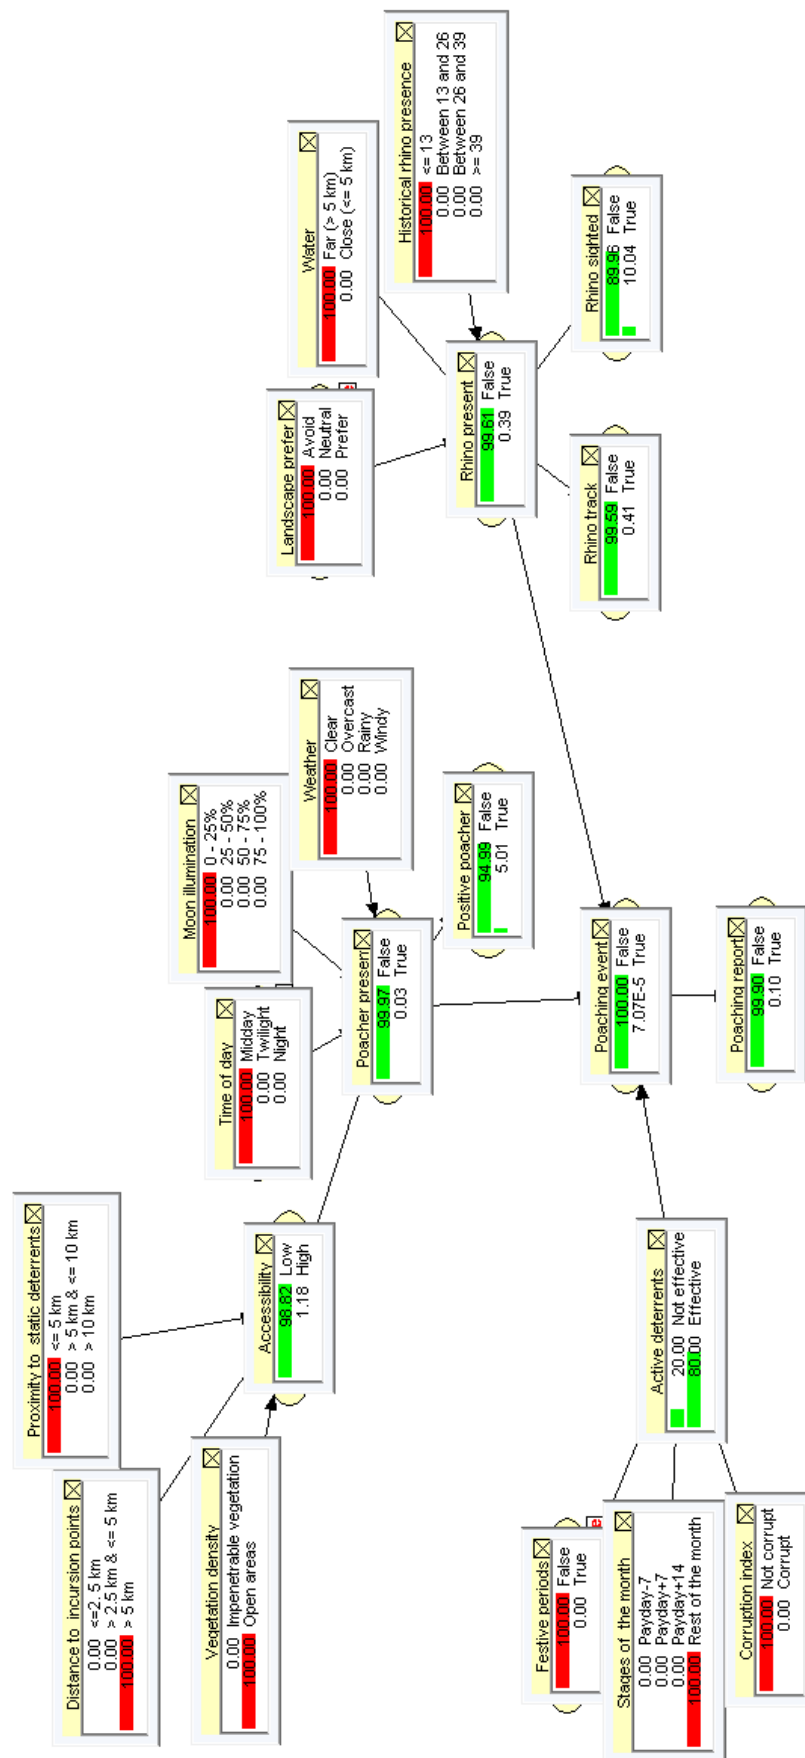 Proximity to static deterrents
100.00 <= 5 km
0.00 > 5 km & <= 10 km
0.00 > 10 km
Distance to incursion points
0.00 <=2. 5 km
0.00 > 2.5 km & <= 5 km
100.00 > 5 km
Vegetation density
0.00 Impenetrable vegetation
100.00 Open areas
Accessibility
98.82 Low
1.18 High
Time of day
100.00 Midday
0.00 Twilight
0.00 Night
Moon illumination
100.00 0 - 25%
0.00 25 - 50%
0.00 50 - 75%
0.00 75 - 100%
Weather
100.00 Clear
0.00 Overcast
0.00 Rainy
0.00 Windy
Poacher presen
99.97 False
0.03 True
Positive poacher
94.99 False
5.01 True
Landscape prefer
100.00 Avoid
0.00 Neutral
0.00 Prefer
e
Water
100.00 Far (> 5 km)
0.00 Close (<= 5 km)
Historical rhino presence
100.00 <= 13
0.00 Between 13 and 26
0.00 Between 26 and 39
0.00 >= 39
Rhino present
99.61 False
0.39 True
Rhino track
99.59 False
0.41 True
Rhino sighted
89.96 False
10.04 True
Festive periods
100.00 False
0.00 True
e
Stages of the month
0.00 Payday-7
0.00 Payday+7
0.00 Payday+14
100.00 Rest of the month
Corruption index
100.00 Not corrupt
0.00 Corrupt
Active deterrents
20.00 Not effective
80.00 Effective
Poaching event
100.00 False
7.07E-5 True
Poaching report
99.90 False
0.10 True